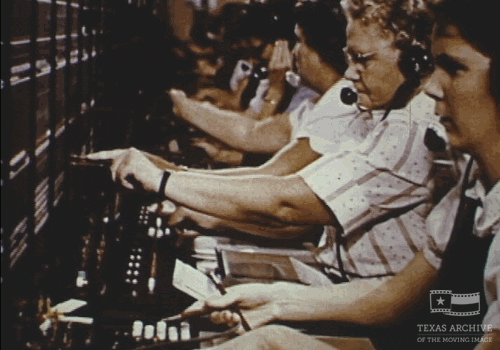 TEXAS ARCHIVE
OF THE MOVING IMAGE